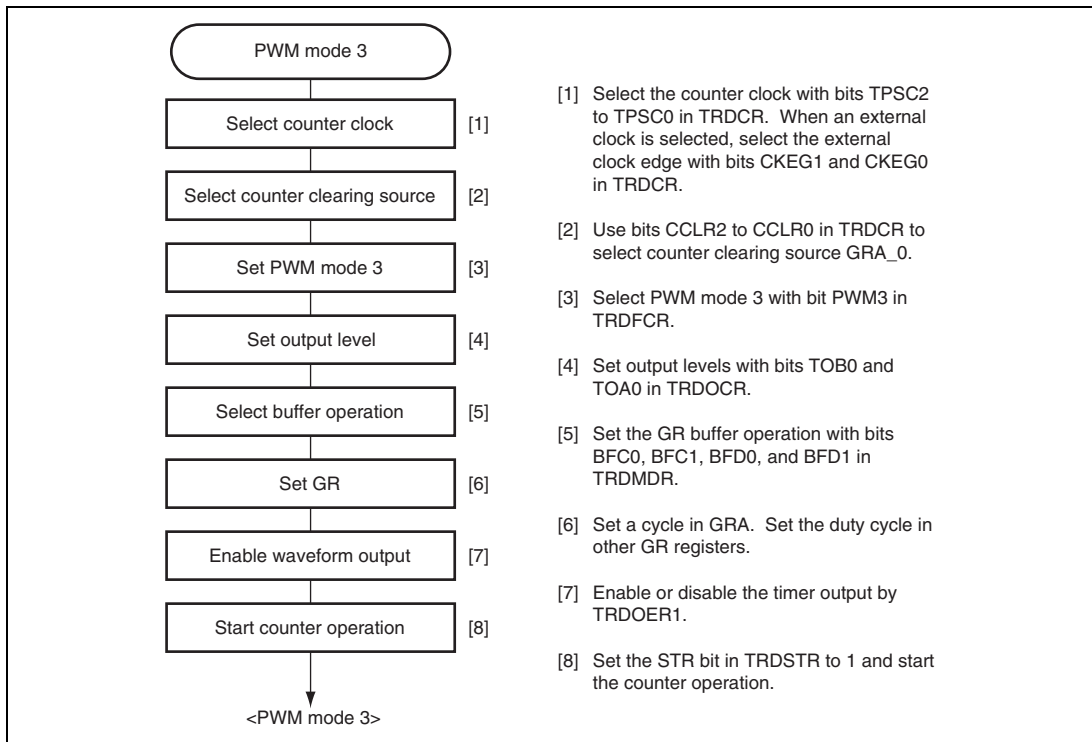 PWM mode 3
Select counter clock [1]
Select counter clearing source [2]
Set PWM mode 3 [3]
Set output level [4]
Select buffer operation [5]
Set GR [6]
Enable waveform output [7]
Start counter operation [8]
<PWM mode 3>
[1] Select the counter clock with bits TPSC2
to TPSC0 in TRDCR. When an external
clock is selected, select the external
clock edge with bits CKEG1 and CKEG0
in TRDCR.
[2] Use bits CCLR2 to CCLR0 in TRDCR to
select counter clearing source GRA_0.
[3] Select PWM mode 3 with bit PWM3 in
TRDFCR.
[4] Set output levels with bits TOB0 and
TOA0 in TRDOCR.
[5] Set the GR buffer operation with bits
BFC0, BFC1, BFD0, and BFD1 in
TRDMDR.
[6] Set a cycle in GRA. Set the duty cycle in
other GR registers.
[7] Enable or disable the timer output by
TRDOER1.
[8] Set the STR bit in TRDSTR to 1 and start
the counter operation.